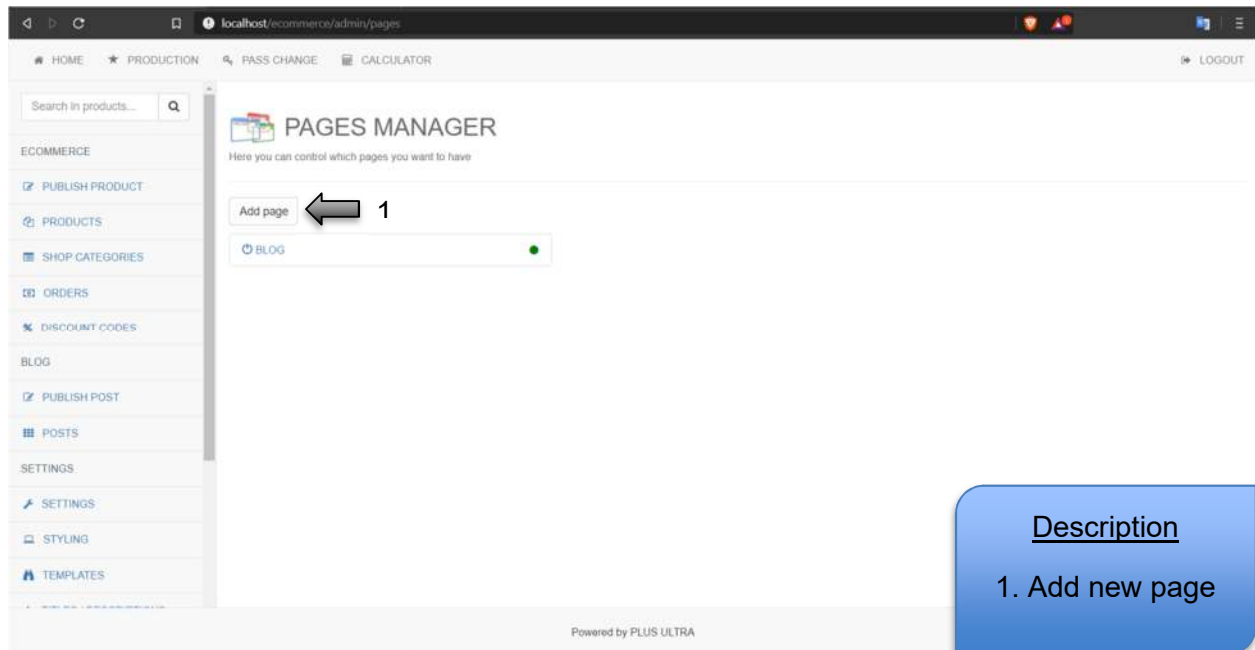 localhost/ecommerce/admin/pages
HOME PRODUCTION PASS CHANGE CALCULATOR LOGOUT
Search in products...
PAGES MANAGER
Here you can control which pages you want to have
ECOMMERCE
PUBLISH PRODUCT
PRODUCTS
SHOP CATEGORIES
ORDERS
DISCOUNT CODES
BLOG
PUBLISH POST
POSTS
SETTINGS
SETTINGS
STYLING
TEMPLATES
Add page 1
BLOG
Description
1. Add new page
Powered by PLUS ULTRA